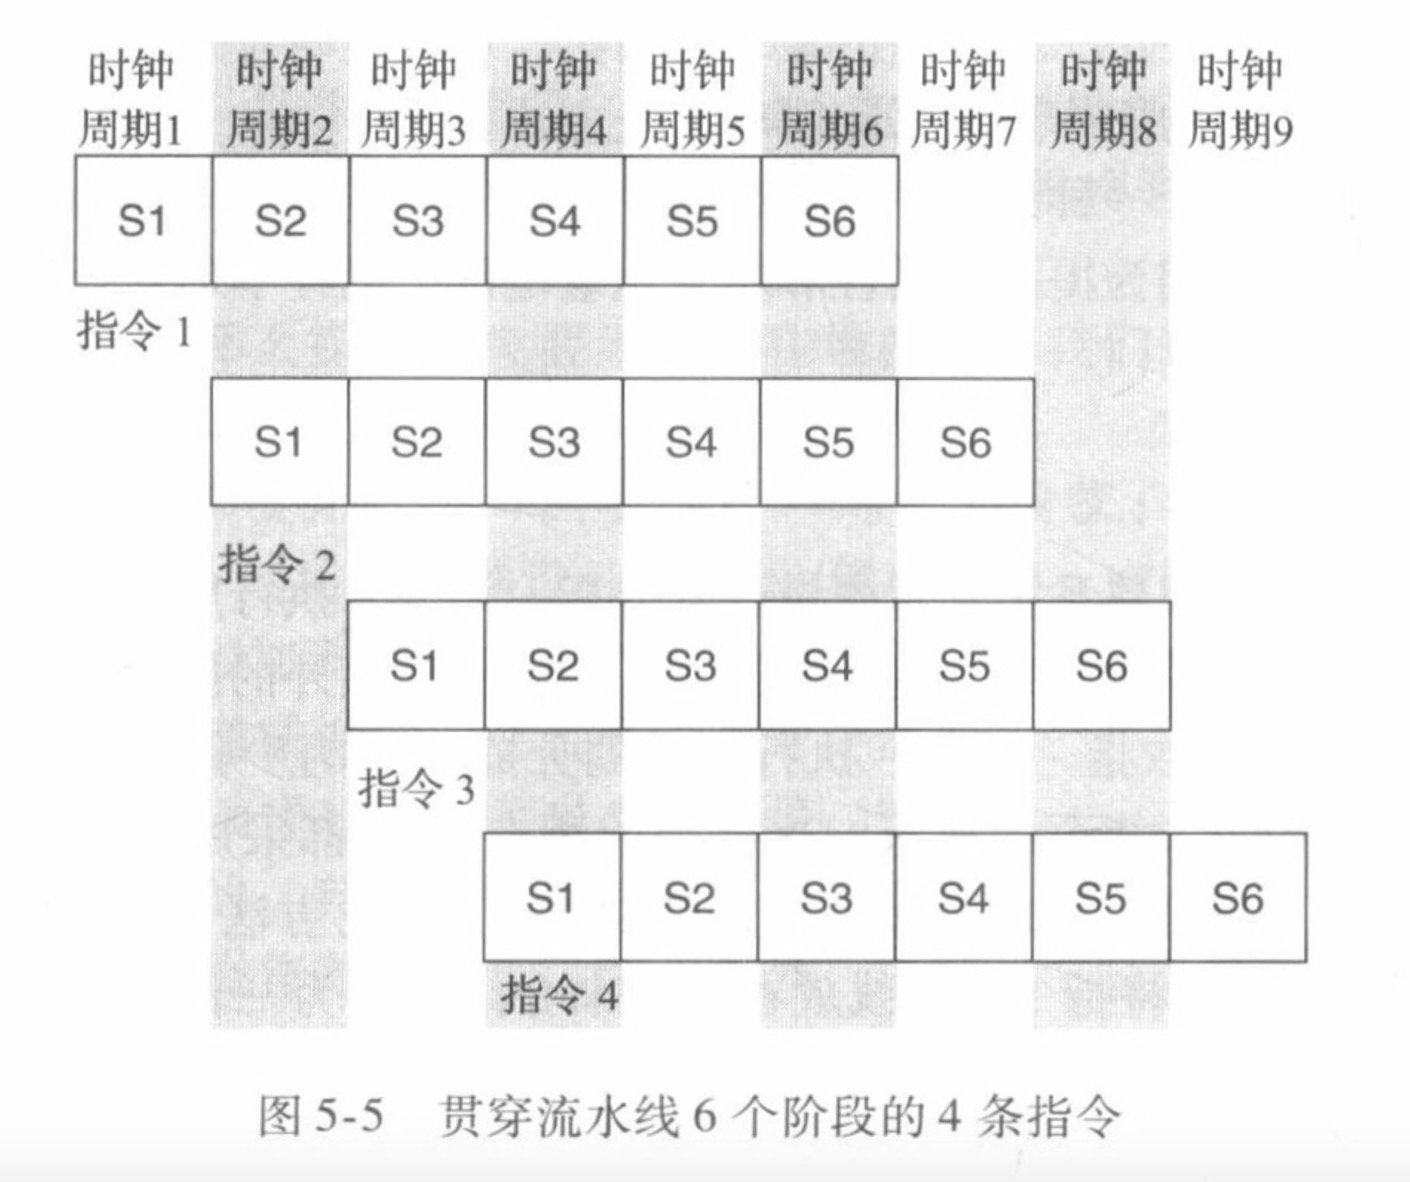 时钟 时钟 时钟 时钟 时钟 时钟 时钟 时钟 时钟
周期1 周期2 周期3 周期4 周期5 周期6 周期7 周期8 周期9
S1 S2 S3 S4 S5 S6
指令 1
S1 S2 S3 S4 S5 S6
指令 2
S1 S2 S3 S4 S5 S6
指令 3
S1 S2 S3 S4 S5 S6
指令 4
图 5-5 贯穿流水线 6 个阶段的 4 条指令